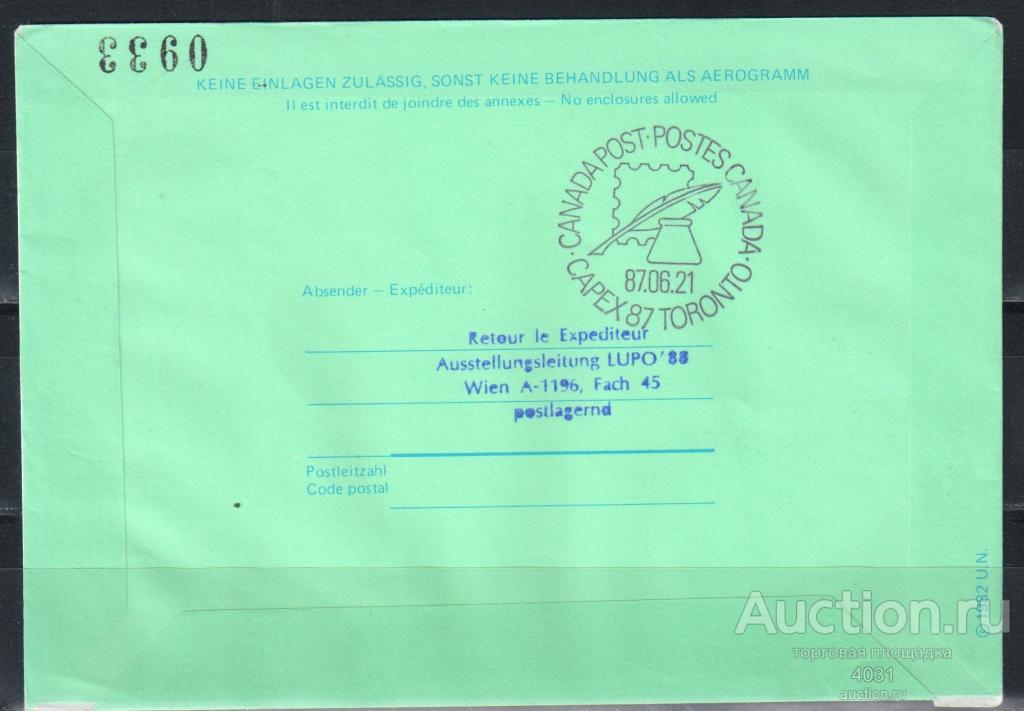 0933
KEINE EINLAGEN ZULÄSSIG, SONST KEINE BEHANDLUNG ALS AEROGRAMM
Il est interdit de joindre des annexes – No enclosures allowed
· CANADA POST · POSTES CANADA ·
CAPEX 87 TORONTO
87.06.21
Absender – Expéditeur:
Retour le Expediteur
Ausstellungsleitung LUPO'88
Wien A-1196, Fach 45
postlagernd
Postleitzahl
Code postal
© 1982 U.N.
Auction.ru
торговая площадка
4031
auction.ru